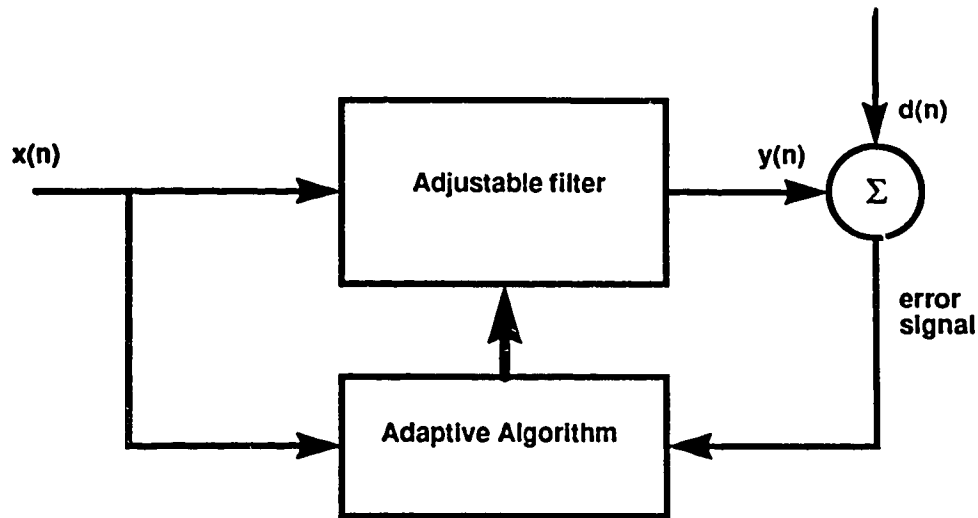 d(n)
x(n)
y(n)
Adjustable filter
Σ
error
signal
Adaptive Algorithm